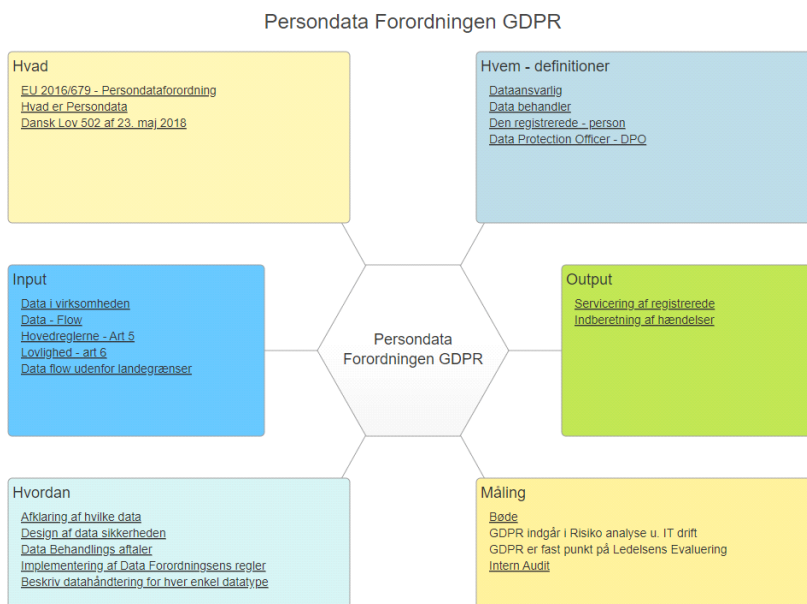 Persondata Forordningen GDPR
Hvad
EU 2016/679 - Persondataforordning
Hvad er Persondata
Dansk Lov 502 af 23. maj 2018
Hvem - definitioner
Dataansvarlig
Data behandler
Den registrerede - person
Data Protection Officer - DPO
Input
Data i virksomheden
Data - Flow
Hovedreglerne - Art 5
Lovlighed - art 6
Data flow udenfor landegrænser
Persondata
Forordningen GDPR
Output
Servicering af registrerede
Indberetning af hændelser
Hvordan
Afklaring af hvilke data
Design af data sikkerheden
Data Behandlings aftaler
Implementering af Data Forordningsens regler
Beskriv datahåndtering for hver enkel datatype
Måling
Bøde
GDPR indgår i Risiko analyse u. IT drift
GDPR er fast punkt på Ledelsens Evaluering
Intern Audit